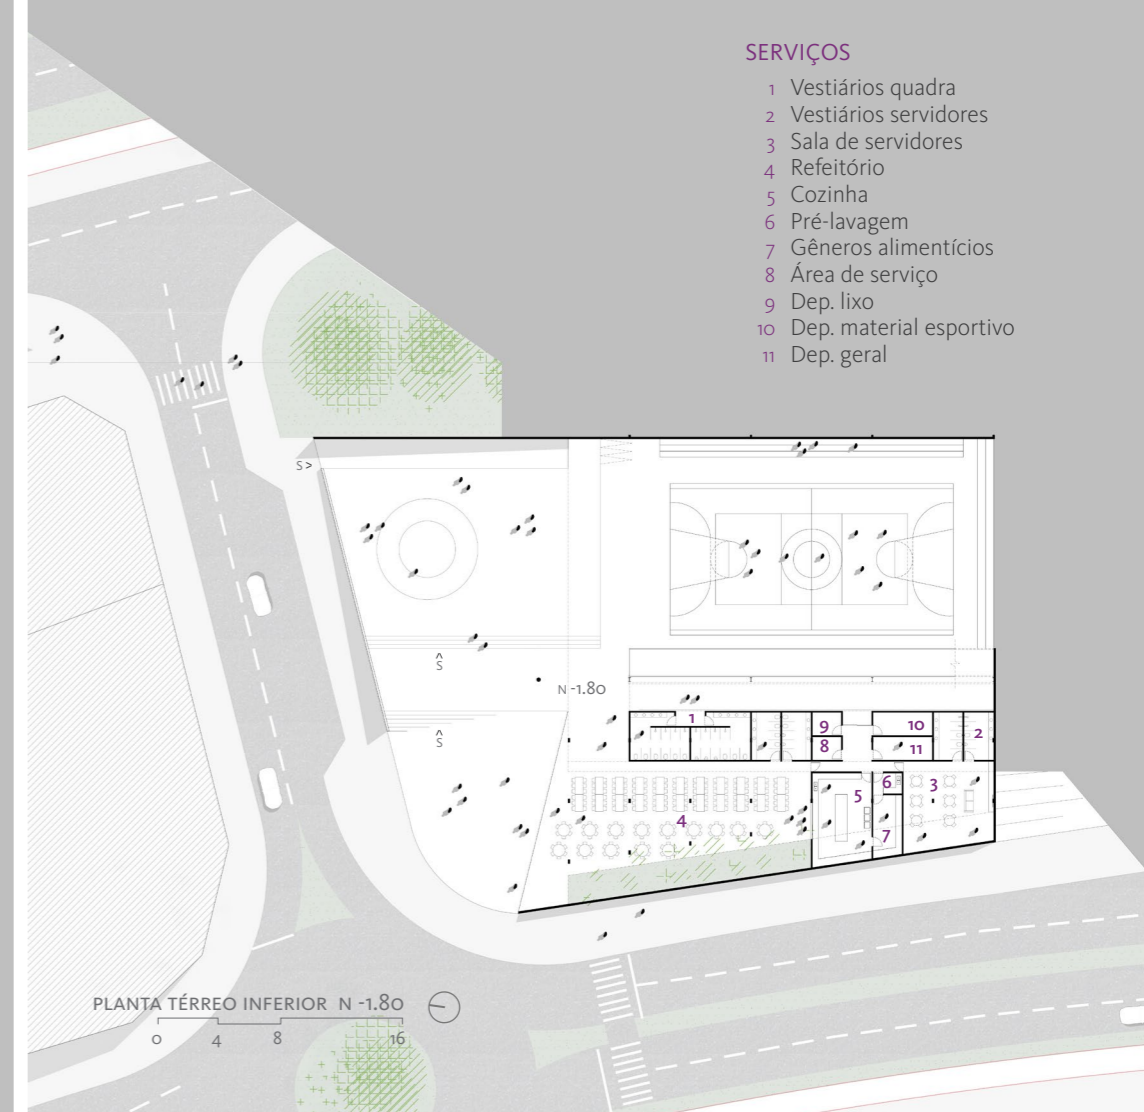 SERVIÇOS
1 Vestiários quadra
2 Vestiários servidores
3 Sala de servidores
4 Refeitório
5 Cozinha
6 Pré-lavagem
7 Gêneros alimentícios
8 Área de serviço
9 Dep. lixo
10 Dep. material esportivo
11 Dep. geral
S >
^
S
N -1.80
^
S
1
9
10
2
8
11
6
3
5
4
7
PLANTA TÉRREO INFERIOR N -1.80
0 4 8 16